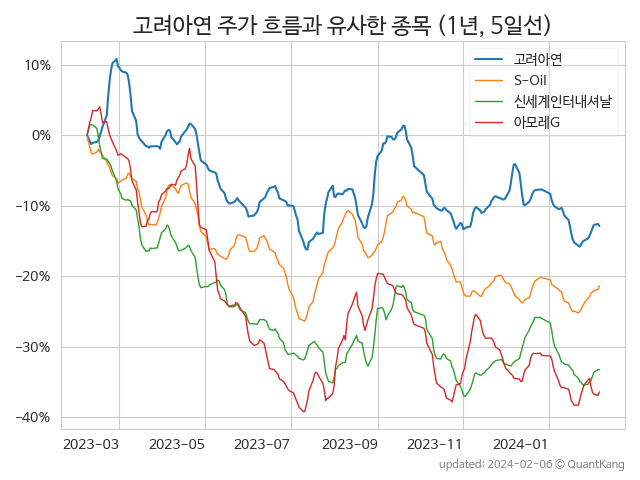 고려아연 주가 흐름과 유사한 종목 (1년, 5일선)
고려아연
S-Oil
신세계인터내셔날
아모레G
10%
0%
−10%
−20%
−30%
−40%
2023-03 2023-05 2023-07 2023-09 2023-11 2024-01
updated: 2024-02-06 © QuantKang